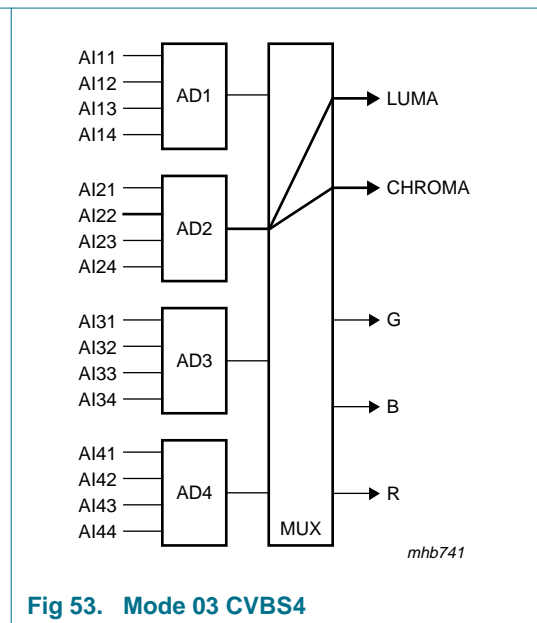 AI11
AI12
AI13
AI14
AD1
LUMA
AI21
AI22
AI23
AI24
AD2
CHROMA
AI31
AI32
AI33
AI34
AD3
G
B
AI41
AI42
AI43
AI44
AD4
R
MUX
mhb741
Fig 53. Mode 03 CVBS4